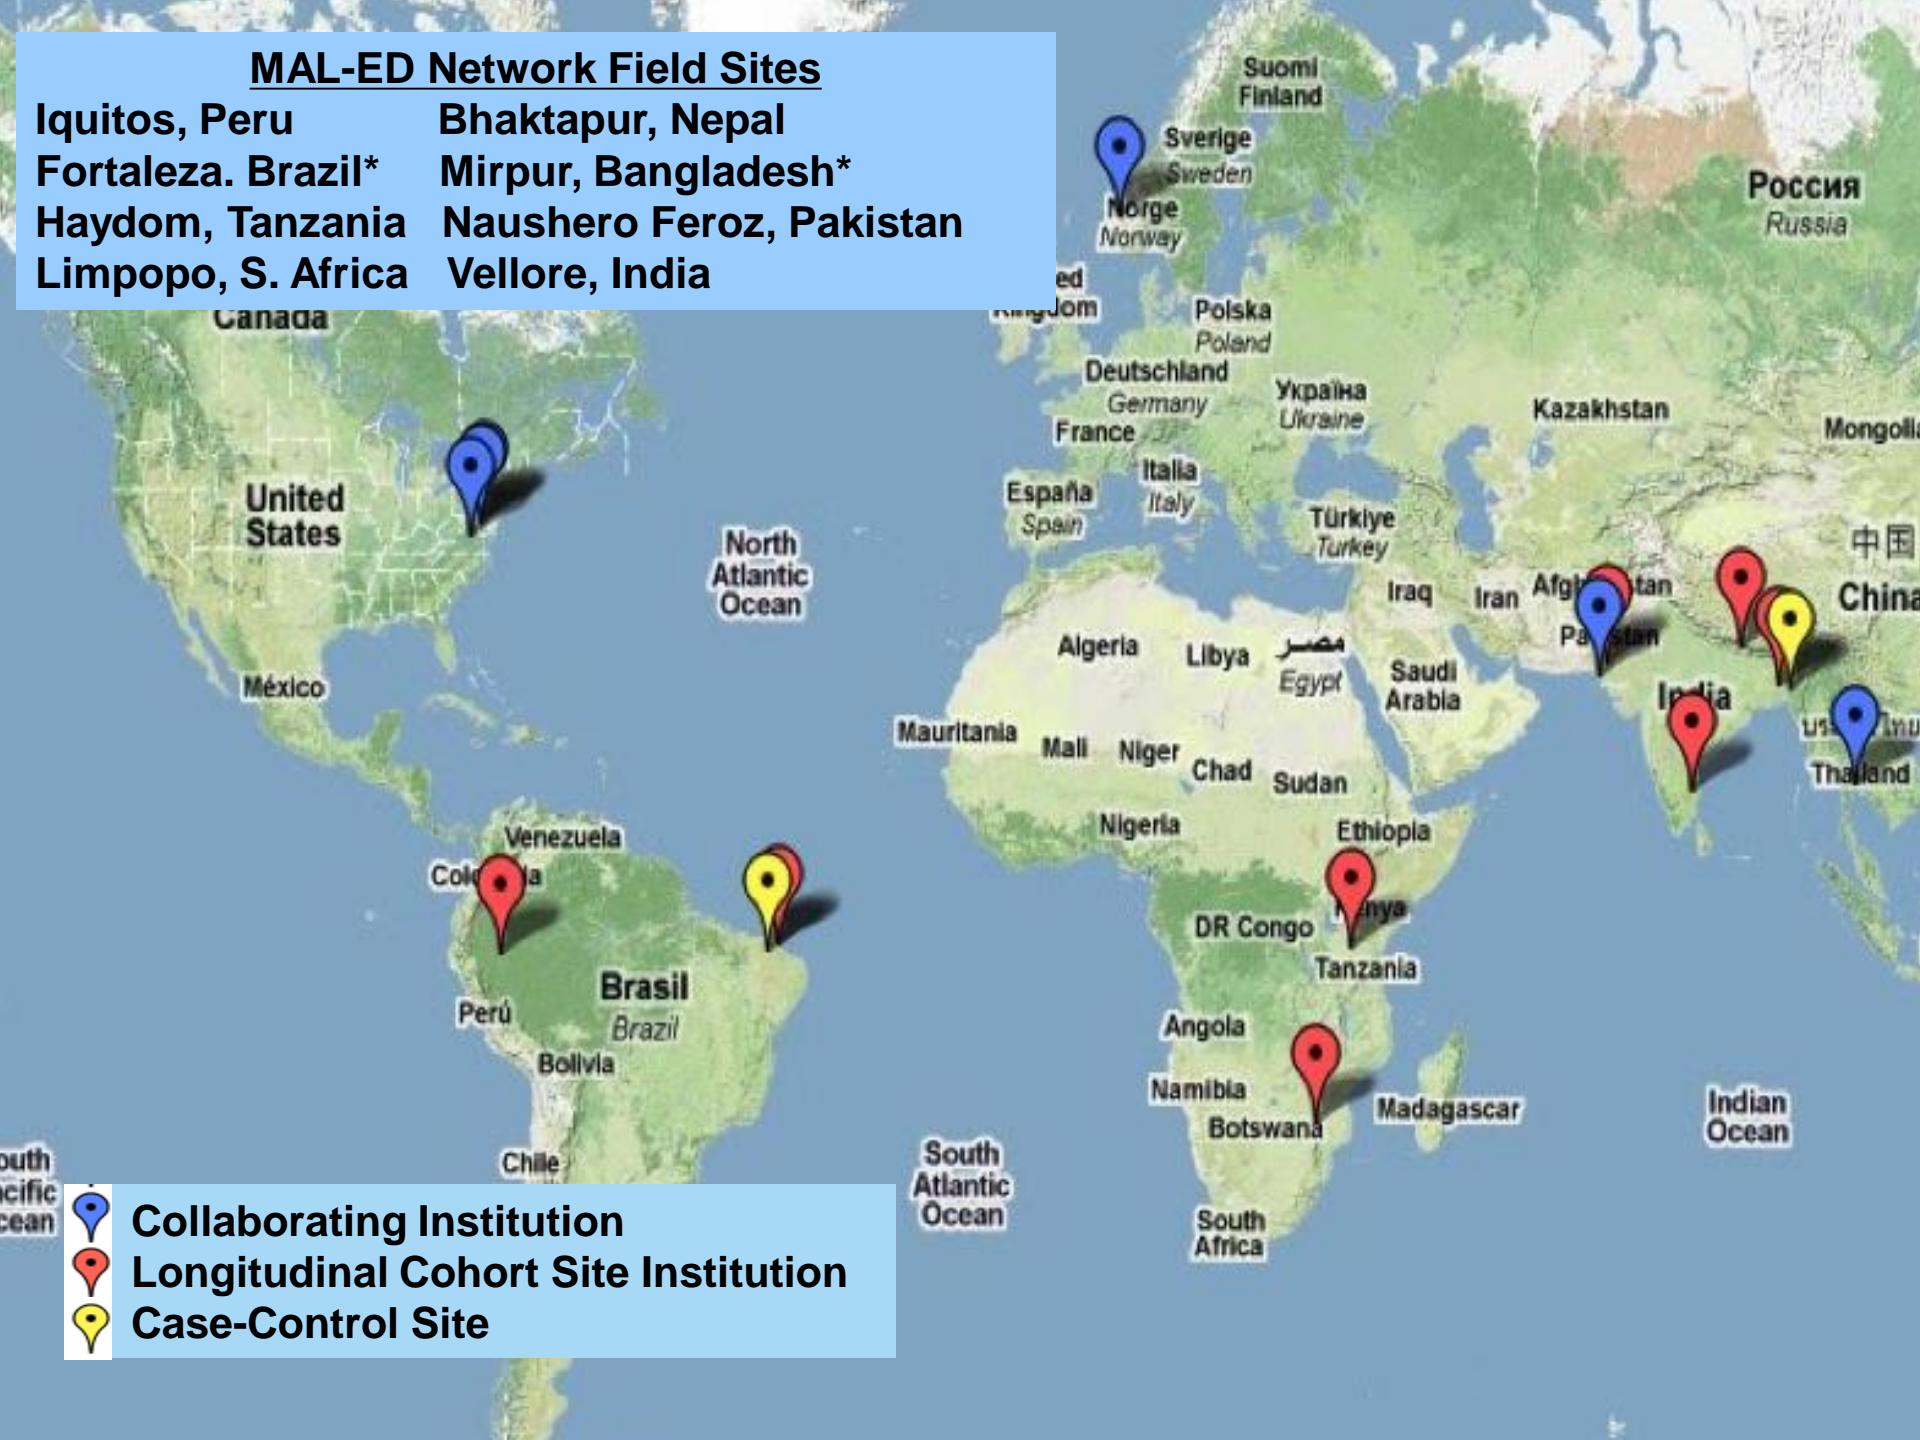 MAL-ED Network Field Sites
Iquitos, Peru Bhaktapur, Nepal
Fortaleza. Brazil* Mirpur, Bangladesh*
Haydom, Tanzania Naushero Feroz, Pakistan
Limpopo, S. Africa Vellore, India
Suomi
Finland
Sverige
Sweden
Norge
Norway
Россия
Russia
Canada
Polska
Poland
Deutschland
Germany
Україна
Ukraine
France
Kazakhstan
Mongolia
Italia
Italy
España
Spain
Türkiye
Turkey
United
States
North
Atlantic
Ocean
中国
China
Iraq
Iran
Algeria
Libya
مصر
Egypt
Saudi
Arabia
India
México
Mauritania
Mali
Niger
Chad
Sudan
Thailand
Nigeria
Ethiopia
Venezuela
Kenya
DR Congo
Tanzania
Brasil
Brazil
Perú
Bolivia
Angola
Namibia
Botswana
Madagascar
Indian
Ocean
Chile
South
Atlantic
Ocean
South
Africa
Collaborating Institution
Longitudinal Cohort Site Institution
Case-Control Site